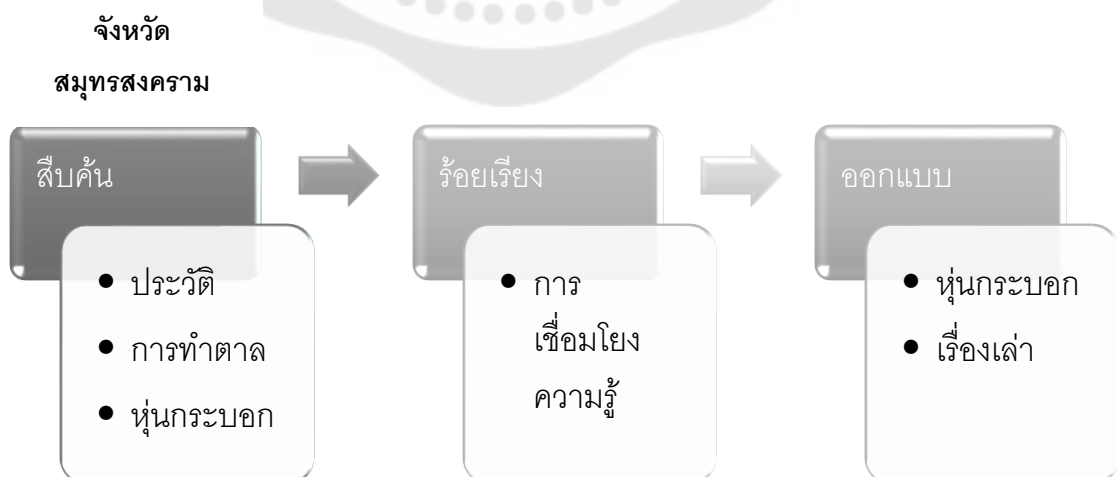 จังหวัด
สมุทรสงคราม
สืบค้น
• ประวัติ
• การทำตาล
• หุ่นกระบอก
ร้อยเรียง
• การ
เชื่อมโยง
ความรู้
ออกแบบ
• หุ่นกระบอก
• เรื่องเล่า